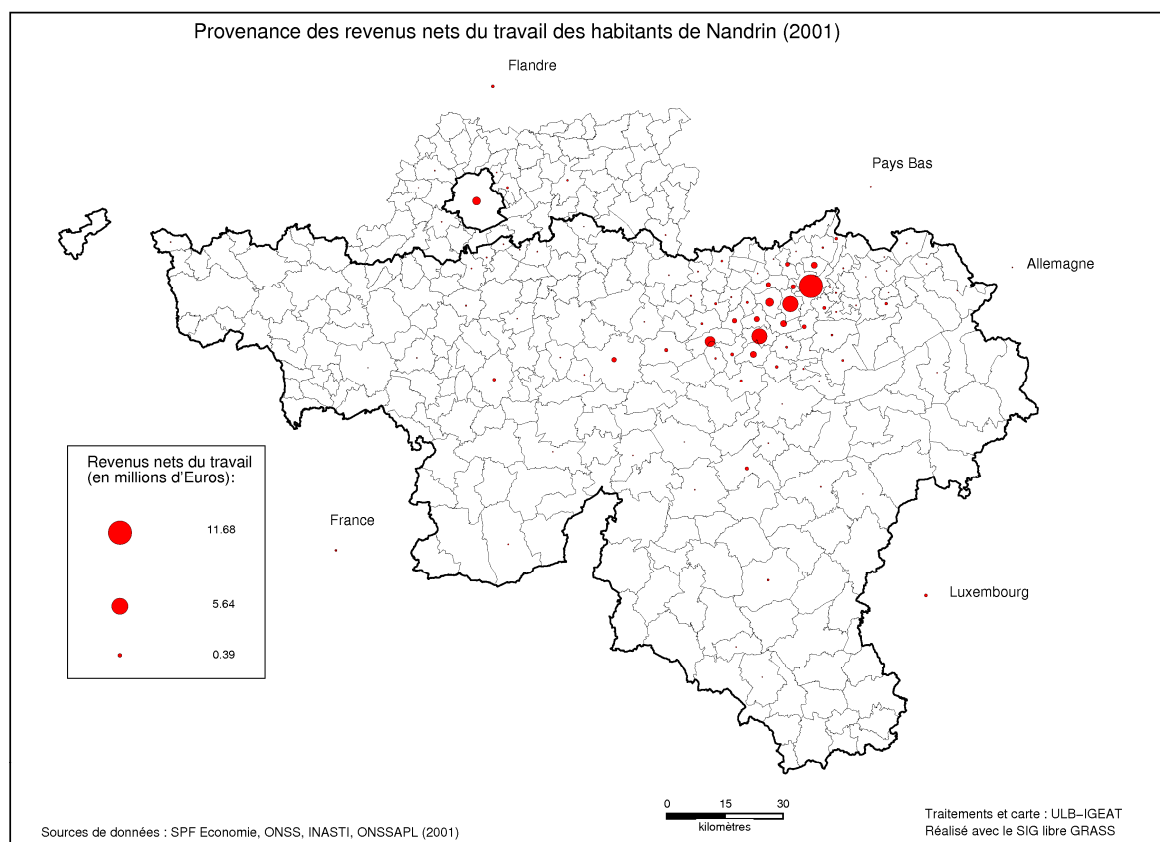 Provenance des revenus nets du travail des habitants de Nandrin (2001)
Flandre
Pays Bas
Allemagne
Revenus nets du travail
(en millions d'Euros):
11.68
5.64
0.39
France
Luxembourg
0 15 30
kilomètres
Sources de données : SPF Economie, ONSS, INASTI, ONSSAPL (2001)
Traitements et carte : ULB-IGEAT
Réalisé avec le SIG libre GRASS